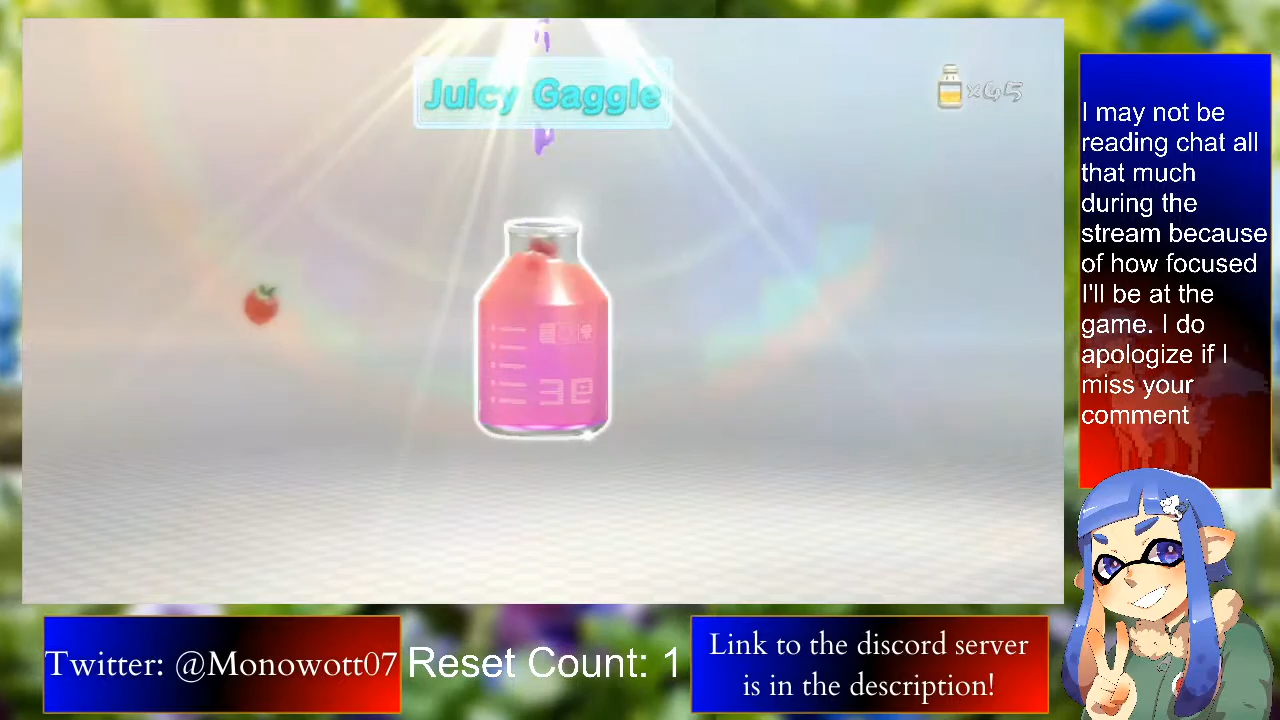 Juicy Gaggle
×45
I may not be
reading chat all
that much
during the
stream because
of how focused
I'll be at the
game. I do
apologize if I
miss your
comment
Twitter: @Monowott07
Reset Count: 1
Link to the discord server
is in the description!